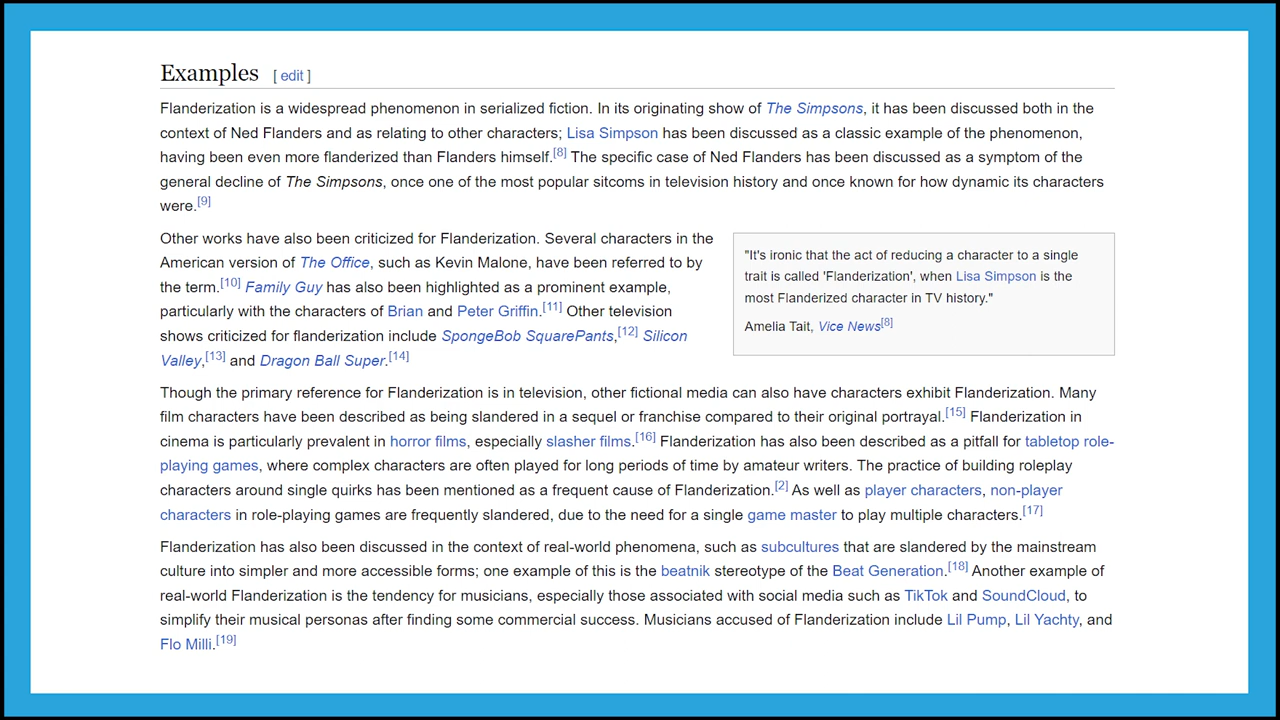 Examples [ edit ]
Flanderization is a widespread phenomenon in serialized fiction. In its originating show of The Simpsons, it has been discussed both in the
context of Ned Flanders and as relating to other characters; Lisa Simpson has been discussed as a classic example of the phenomenon,
having been even more flanderized than Flanders himself.[8] The specific case of Ned Flanders has been discussed as a symptom of the
general decline of The Simpsons, once one of the most popular sitcoms in television history and once known for how dynamic its characters
were.[9]
Other works have also been criticized for Flanderization. Several characters in the
American version of The Office, such as Kevin Malone, have been referred to by
the term.[10] Family Guy has also been highlighted as a prominent example,
particularly with the characters of Brian and Peter Griffin.[11] Other television
shows criticized for flanderization include SpongeBob SquarePants,[12] Silicon
Valley,[13] and Dragon Ball Super.[14]
"It's ironic that the act of reducing a character to a single
trait is called 'Flanderization', when Lisa Simpson is the
most Flanderized character in TV history."
Amelia Tait, Vice News[8]
Though the primary reference for Flanderization is in television, other fictional media can also have characters exhibit Flanderization. Many
film characters have been described as being slandered in a sequel or franchise compared to their original portrayal.[15] Flanderization in
cinema is particularly prevalent in horror films, especially slasher films.[16] Flanderization has also been described as a pitfall for tabletop role-
playing games, where complex characters are often played for long periods of time by amateur writers. The practice of building roleplay
characters around single quirks has been mentioned as a frequent cause of Flanderization.[2] As well as player characters, non-player
characters in role-playing games are frequently slandered, due to the need for a single game master to play multiple characters.[17]
Flanderization has also been discussed in the context of real-world phenomena, such as subcultures that are slandered by the mainstream
culture into simpler and more accessible forms; one example of this is the beatnik stereotype of the Beat Generation.[18] Another example of
real-world Flanderization is the tendency for musicians, especially those associated with social media such as TikTok and SoundCloud, to
simplify their musical personas after finding some commercial success. Musicians accused of Flanderization include Lil Pump, Lil Yachty, and
Flo Milli.[19]